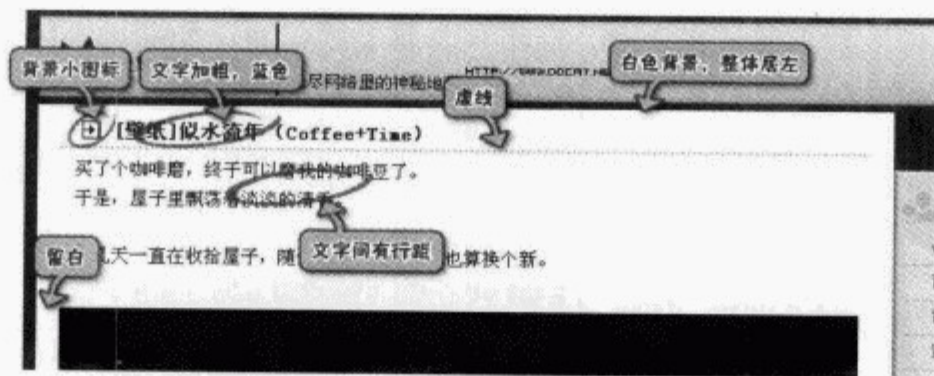 背景小图标
文字加粗，蓝色
白色背景，整体居左
尽网络里的神秘地
虚线
[壁纸]似水流年（Coffee+Time）
买了个咖啡磨，终于可以磨我的咖啡豆了。
于是，屋子里飘荡着淡淡的清香
留白
几天一直在收拾屋子，随
文字间有行距
也算换个新。